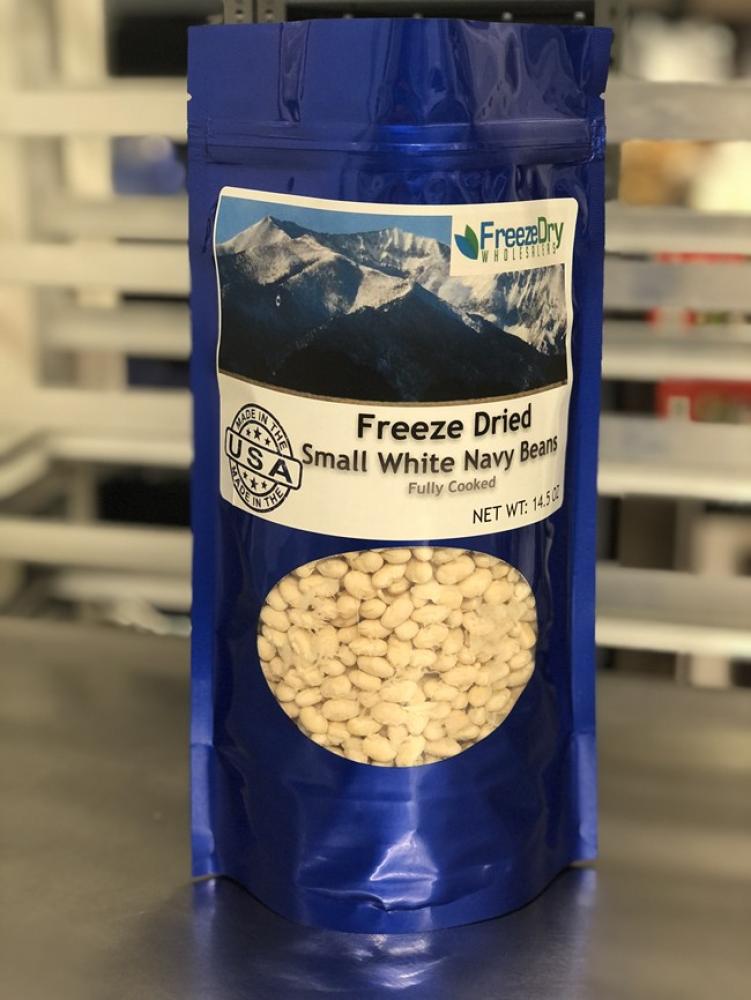 FreezeDry
WHOLESALERS
Freeze Dried
Small White Navy Beans
Fully Cooked
NET WT: 14.5 OZ
MADE IN THE
USA
MADE IN THE